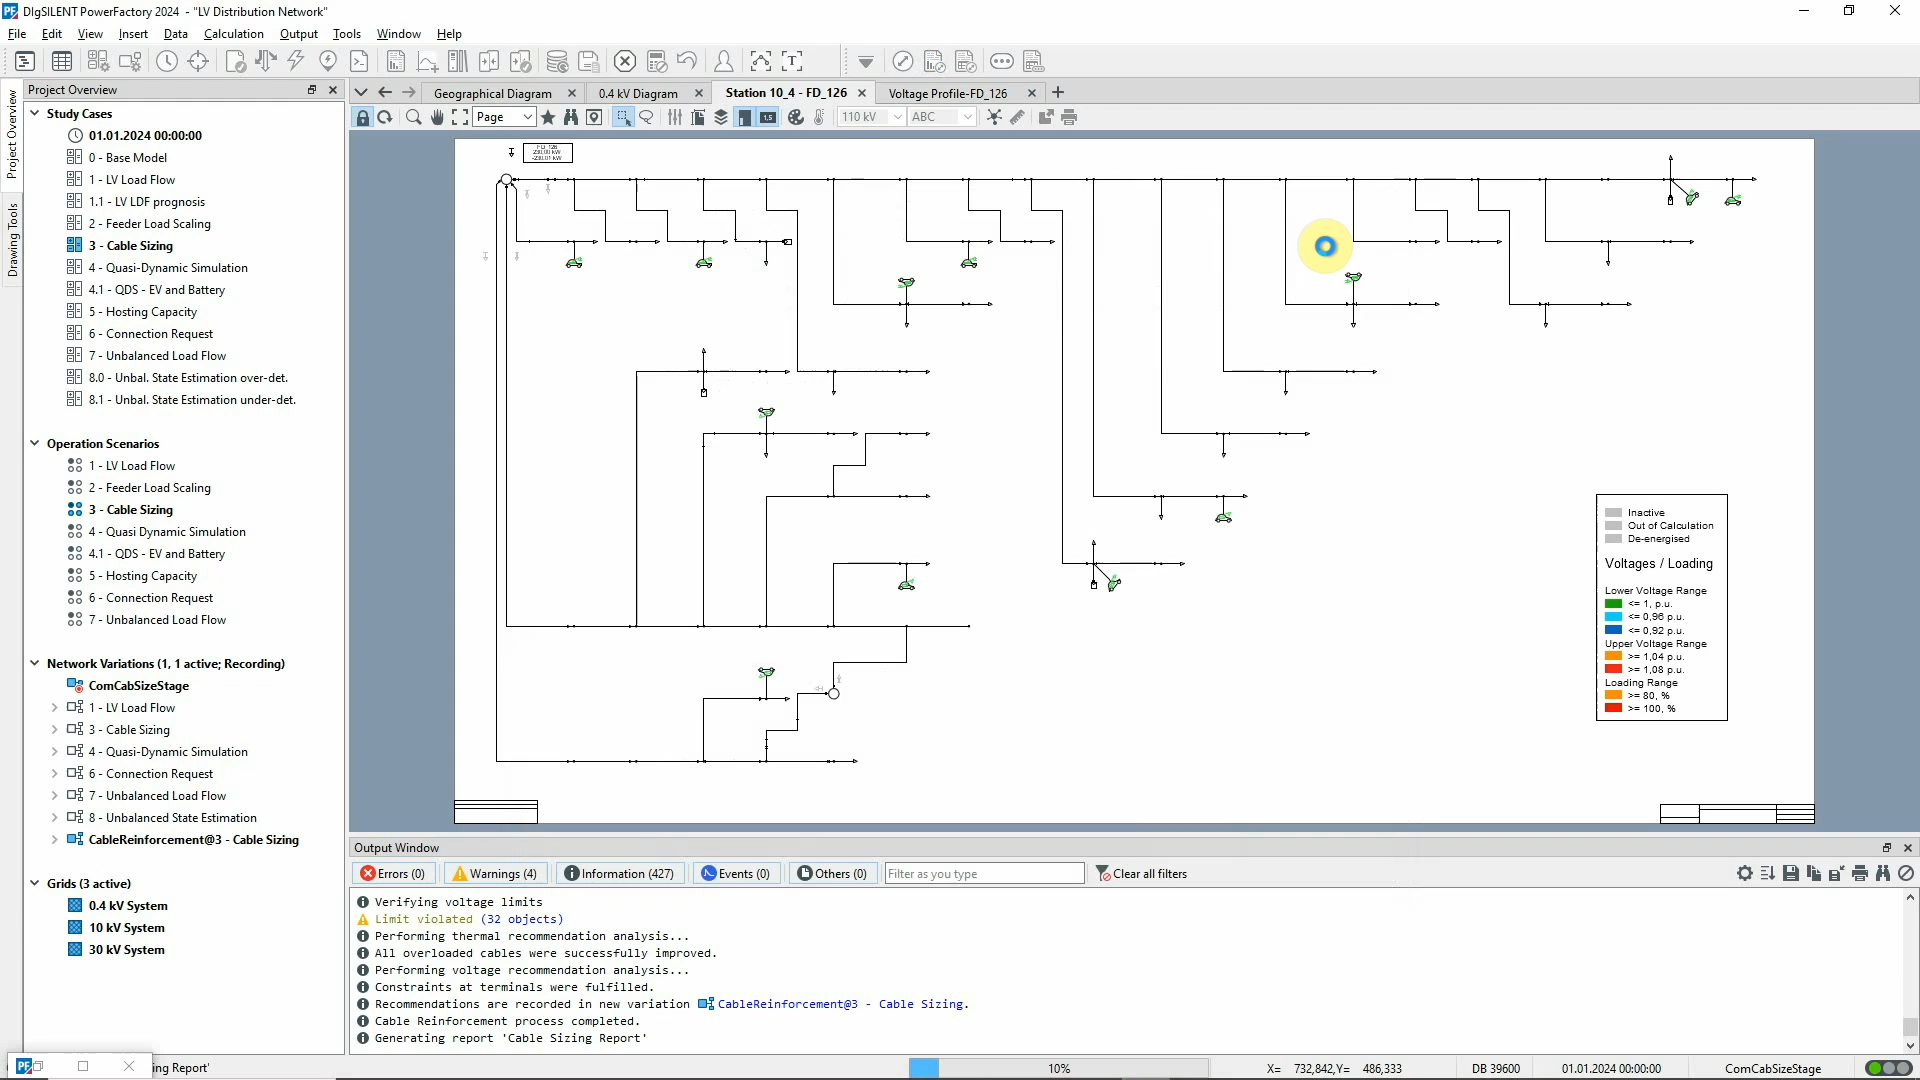 DIgSILENT PowerFactory 2024 - "LV Distribution Network"
File Edit View Insert Data Calculation Output Tools Window Help
Project Overview
Project Overview
Drawing Tools
Study Cases
01.01.2024 00:00:00
0 - Base Model
1 - LV Load Flow
1.1 - LV LDF prognosis
2 - Feeder Load Scaling
3 - Cable Sizing
4 - Quasi-Dynamic Simulation
4.1 - QDS - EV and Battery
5 - Hosting Capacity
6 - Connection Request
7 - Unbalanced Load Flow
8.0 - Unbal. State Estimation over-det.
8.1 - Unbal. State Estimation under-det.
Operation Scenarios
1 - LV Load Flow
2 - Feeder Load Scaling
3 - Cable Sizing
4 - Quasi Dynamic Simulation
4.1 - QDS - EV and Battery
5 - Hosting Capacity
6 - Connection Request
7 - Unbalanced Load Flow
Network Variations (1, 1 active; Recording)
ComCabSizeStage
1 - LV Load Flow
3 - Cable Sizing
4 - Quasi-Dynamic Simulation
6 - Connection Request
7 - Unbalanced Load Flow
8 - Unbalanced State Estimation
CableReinforcement@3 - Cable Sizing
Grids (3 active)
0.4 kV System
10 kV System
30 kV System
Geographical Diagram
0.4 kV Diagram
Station 10_4 - FD_126
Voltage Profile-FD_126
Page
1.5
110 kV
ABC
FD_126
230,00 kW
-230,01 kW
Inactive
Out of Calculation
De-energised
Voltages / Loading
Lower Voltage Range
<= 1, p.u.
<= 0,96 p.u.
<= 0,92 p.u.
Upper Voltage Range
>= 1,04 p.u.
>= 1,08 p.u.
Loading Range
>= 80, %
>= 100, %
Output Window
Errors (0)
Warnings (4)
Information (427)
Events (0)
Others (0)
Filter as you type
Clear all filters
Verifying voltage limits
Limit violated (32 objects)
Performing thermal recommendation analysis...
All overloaded cables were successfully improved.
Performing voltage recommendation analysis...
Constraints at terminals were fulfilled.
Recommendations are recorded in new variation CableReinforcement@3 - Cable Sizing.
Cable Reinforcement process completed.
Generating report 'Cable Sizing Report'
ing Report'
10%
X= 732,842,Y= 486,333
DB 39600
01.01.2024 00:00:00
ComCabSizeStage